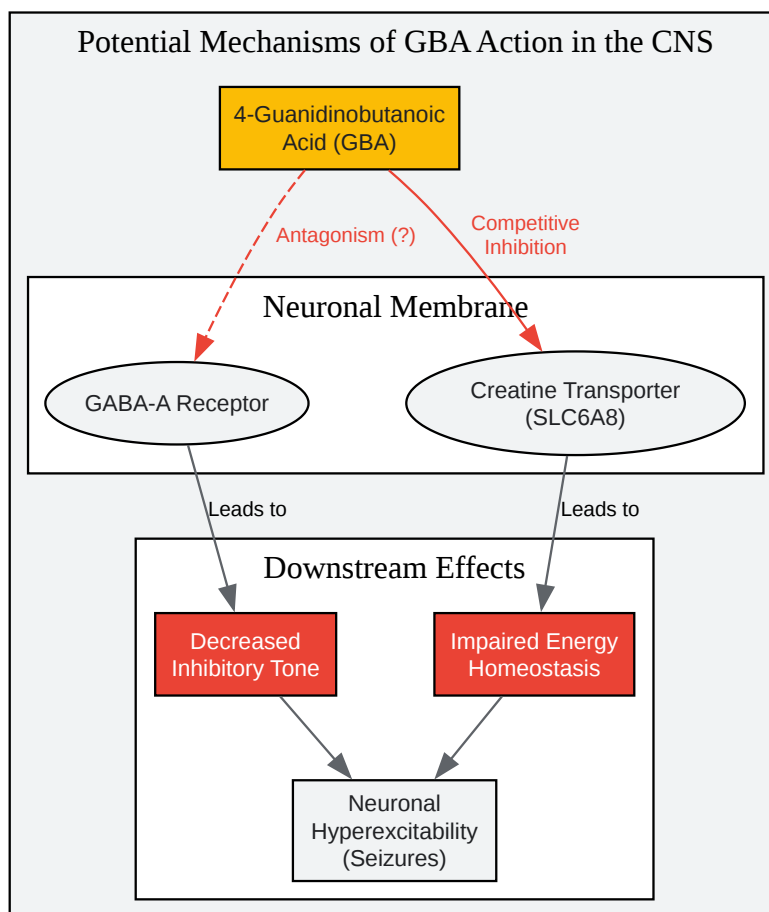 Potential Mechanisms of GBA Action in the CNS
4-Guanidinobutanoic
Acid (GBA)
Antagonism (?)
Competitive
Inhibition
Neuronal Membrane
GABA-A Receptor
Creatine Transporter
(SLC6A8)
Leads to
Leads to
Downstream Effects
Decreased
Inhibitory Tone
Impaired Energy
Homeostasis
Neuronal
Hyperexcitability
(Seizures)